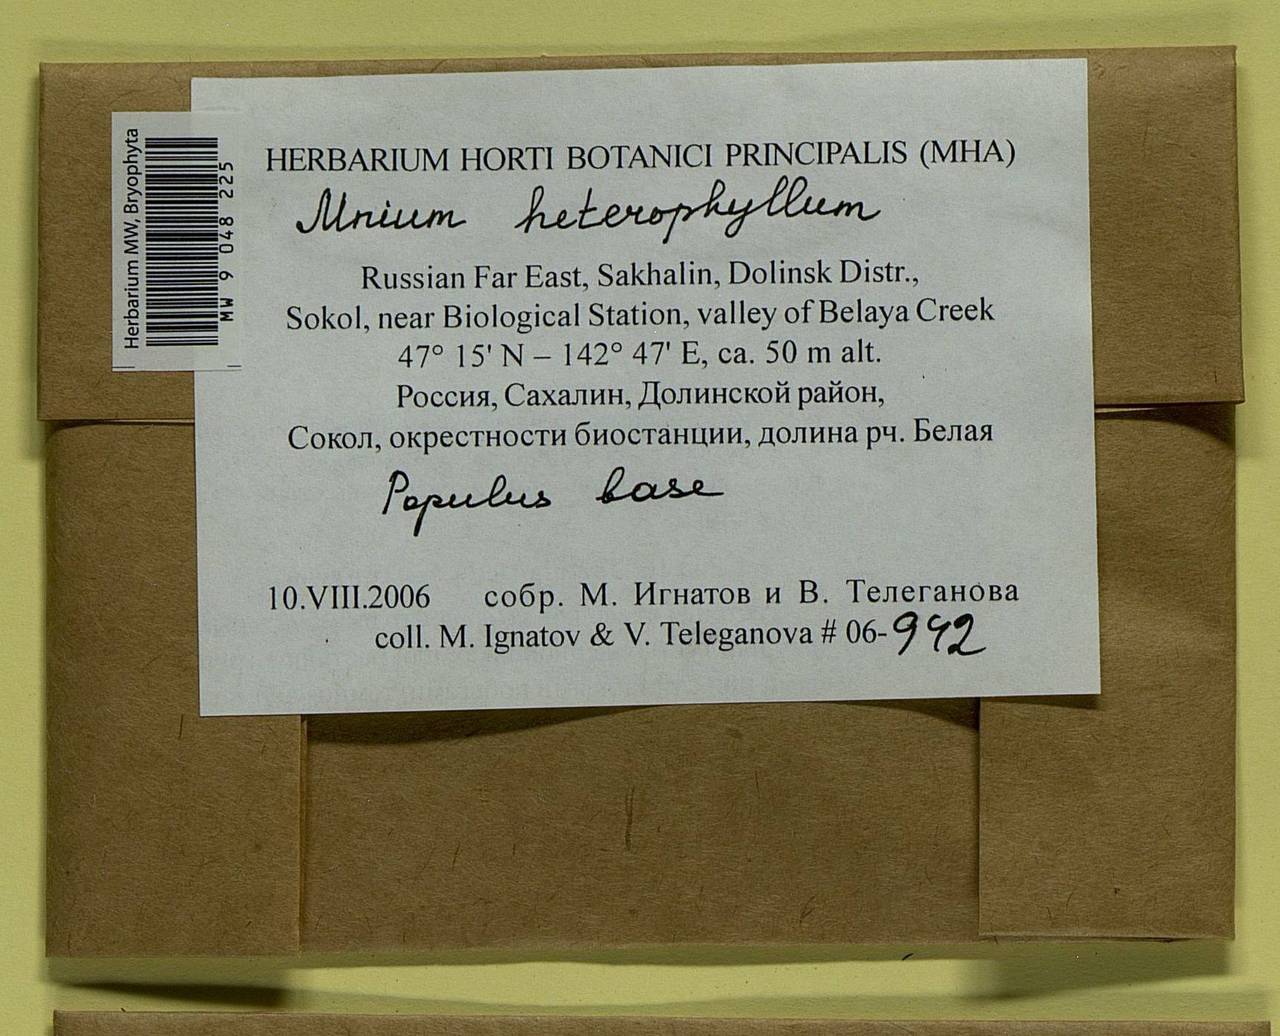 Herbarium MW, Bryophyta
MW 9 048 225
HERBARIUM HORTI BOTANICI PRINCIPALIS (MHA)
Mnium heterophyllum
Russian Far East, Sakhalin, Dolinsk Distr.,
Sokol, near Biological Station, valley of Belaya Creek
47° 15' N – 142° 47' E, ca. 50 m alt.
Россия, Сахалин, Долинской район,
Сокол, окрестности биостанции, долина рч. Белая
Populus base
10.VIII.2006 собр. М. Игнатов и В. Телеганова
coll. M. Ignatov & V. Teleganova # 06-942